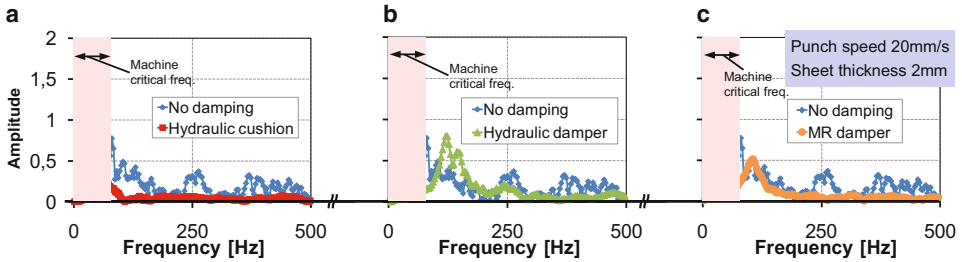 a
b
c
2
1,5
1
0,5
0
Amplitude
Machine
critical freq.
No damping
Hydraulic cushion
0
250
500
Frequency [Hz]
Machine
critical freq.
No damping
Hydraulic damper
0
250
500
Frequency [Hz]
Punch speed 20mm/s
Sheet thickness 2mm
Machine
critical freq.
No damping
MR damper
0
250
500
Frequency [Hz]